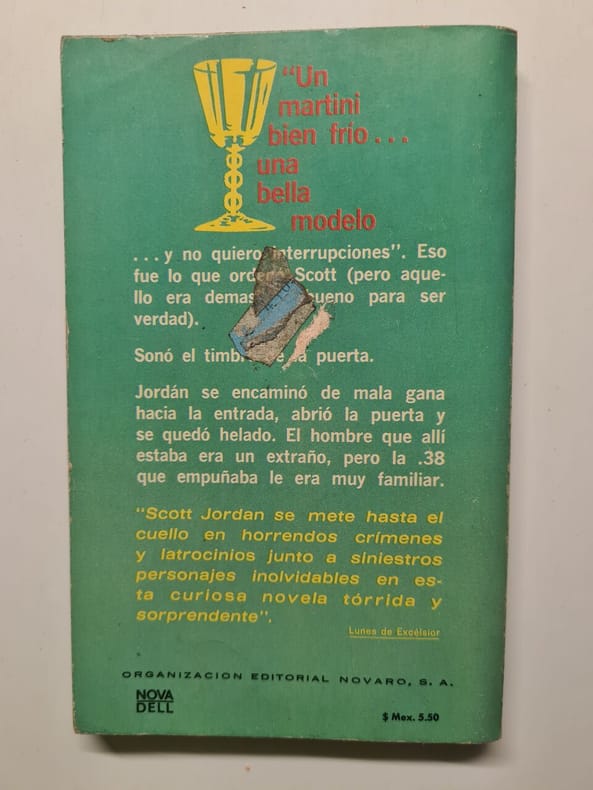 "Un
martini
bien frío...
una
bella
modelo
...y no quiero interrupciones". Eso
fue lo que Scott (pero aque-
llo era para ser
verdad).
Sonó el puerta.
Jordán se encaminó de mala gana
hacia la entrada, abrió la puerta y
se quedó helado. El hombre que allí
estaba era un extraño, pero la .38
que empuñaba le era muy familiar.
"Scott Jordan se mete hasta el
cuello en horrendos crímenes
y latrocinios junto a siniestros
personajes inolvidables en es-
ta curiosa novela tórrida y
sorprendente".
Lunes de Excélsior
ORGANIZACION EDITORIAL NOVARO, S. A.
NOVA
DELL
$ Mex. 5.50